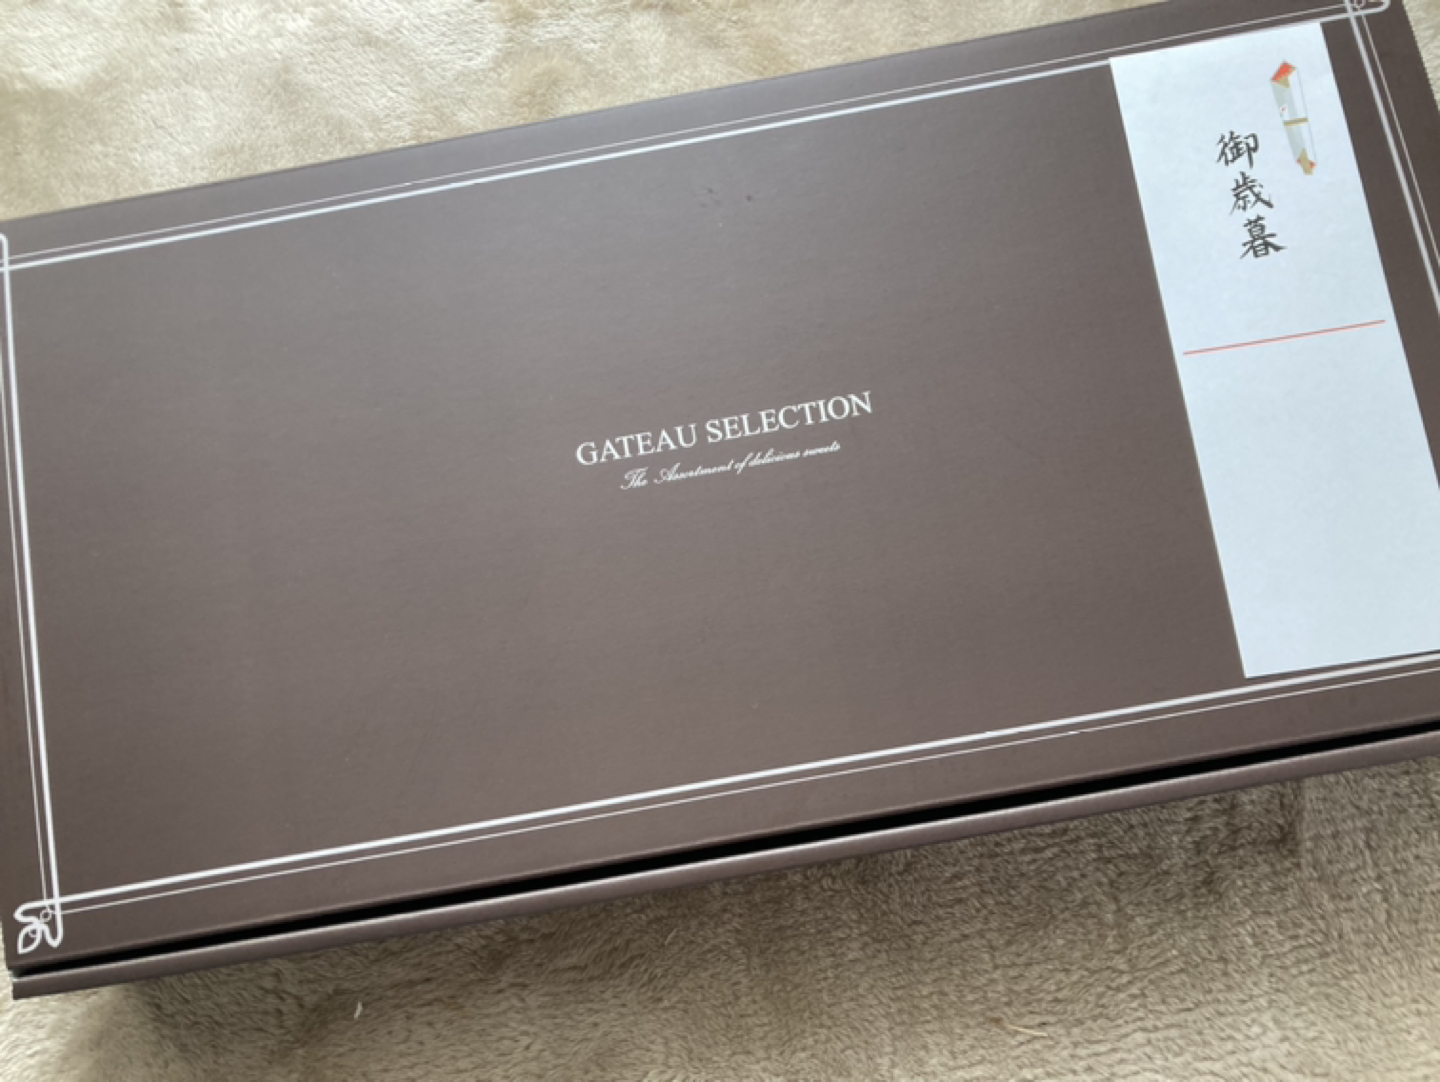 GATEAU SELECTION
The Assortment of delicious sweets
御歳暮